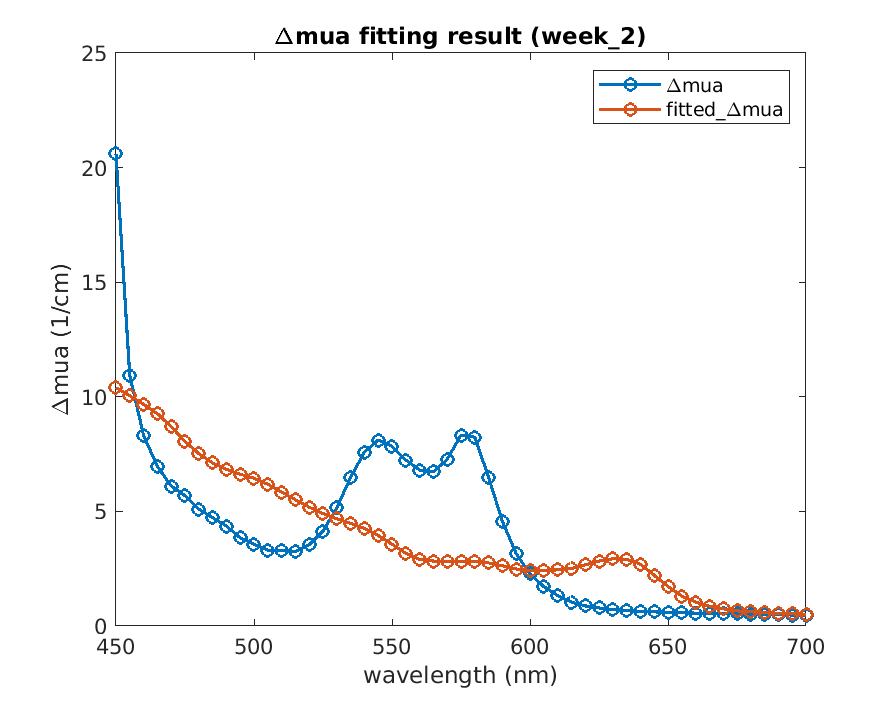 Δmua fitting result (week_2)
25
20
15
10
5
0
Δmua (1/cm)
Δmua
fitted_Δmua
450
500
550
600
650
700
wavelength (nm)